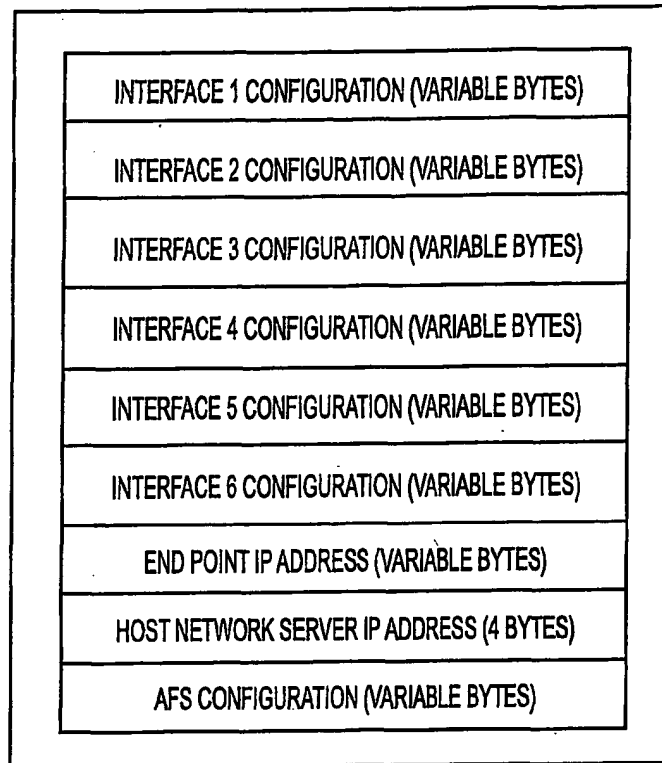 INTERFACE 1 CONFIGURATION (VARIABLE BYTES)
INTERFACE 2 CONFIGURATION (VARIABLE BYTES)
INTERFACE 3 CONFIGURATION (VARIABLE BYTES)
INTERFACE 4 CONFIGURATION (VARIABLE BYTES)
INTERFACE 5 CONFIGURATION (VARIABLE BYTES)
INTERFACE 6 CONFIGURATION (VARIABLE BYTES)
END POINT IP ADDRESS (VARIABLE BYTES)
HOST NETWORK SERVER IP ADDRESS (4 BYTES)
AFS CONFIGURATION (VARIABLE BYTES)